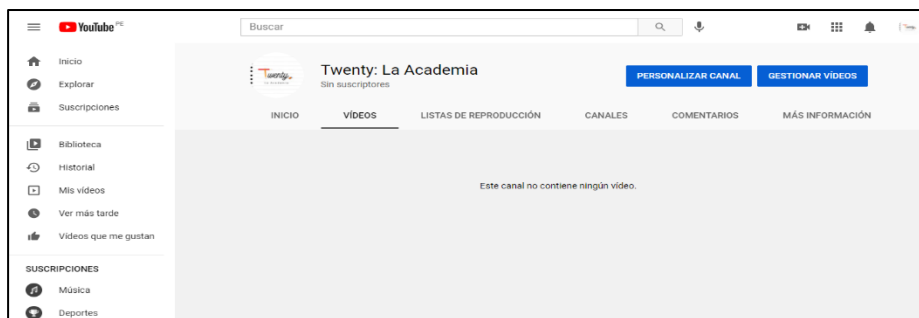 YouTube PE
Buscar
Inicio
Explorar
Suscripciones
Biblioteca
Historial
Mis vídeos
Ver más tarde
Vídeos que me gustan
SUSCRIPCIONES
Música
Deportes
Twenty
Twenty: La Academia
Sin suscriptores
PERSONALIZAR CANAL
GESTIONAR VÍDEOS
INICIO VÍDEOS LISTAS DE REPRODUCCIÓN CANALES COMENTARIOS MÁS INFORMACIÓN
Este canal no contiene ningún vídeo.